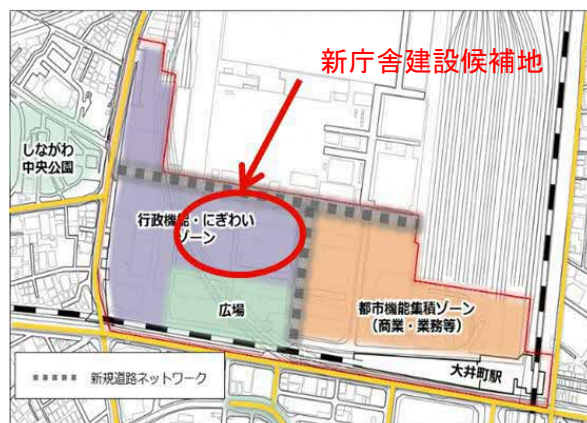 新庁舎建設候補地
しながわ
中央公園
行政機能・にぎわい
ゾーン
広場
都市機能集積ゾーン
（商業・業務等）
大井町駅
新規道路ネットワーク